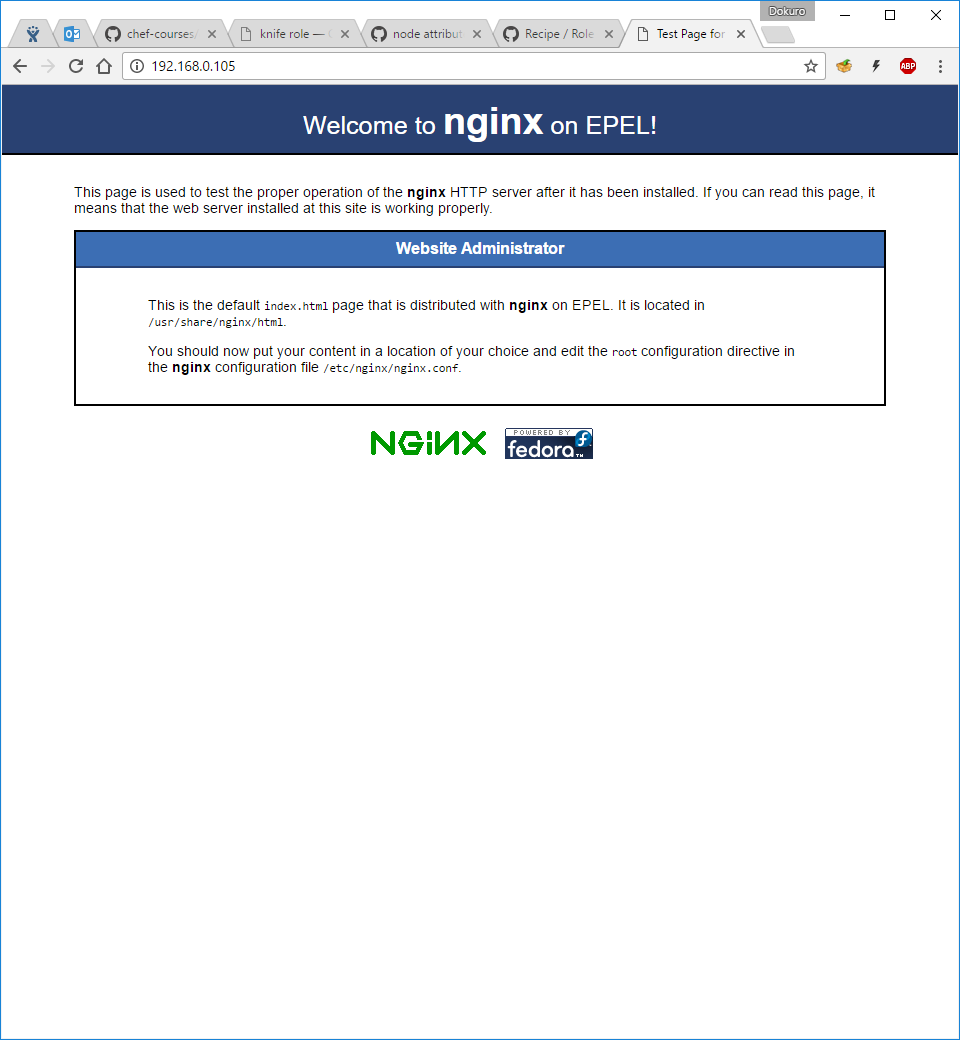 Dokuro
chef-courses
knife role —
node attribut
Recipe / Role
Test Page for
192.168.0.105
ABP
Welcome to nginx on EPEL!
This page is used to test the proper operation of the nginx HTTP server after it has been installed. If you can read this page, it
means that the web server installed at this site is working properly.
Website Administrator
This is the default index.html page that is distributed with nginx on EPEL. It is located in
/usr/share/nginx/html.
You should now put your content in a location of your choice and edit the root configuration directive in
the nginx configuration file /etc/nginx/nginx.conf.
NGINX
POWERED BY
fedora™